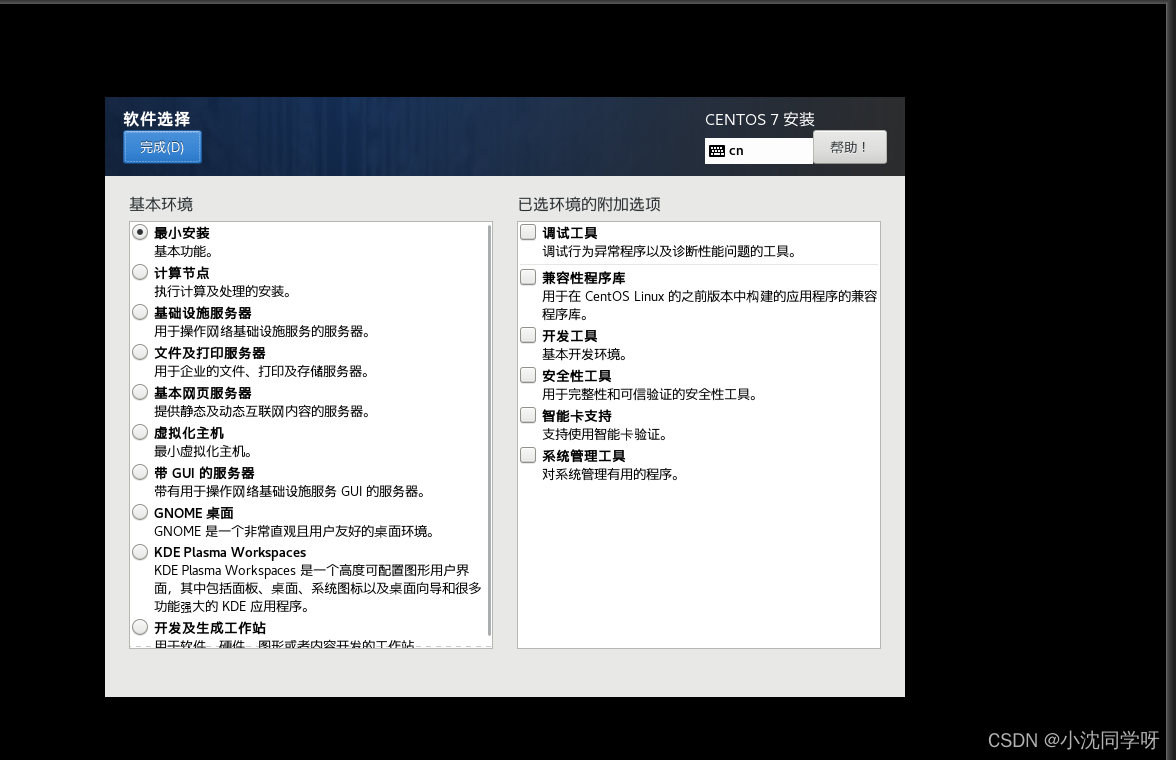 软件选择
完成(D)
CENTOS 7 安装
cn
帮助！
基本环境
最小安装
基本功能。
计算节点
执行计算及处理的安装。
基础设施服务器
用于操作网络基础设施服务的服务器。
文件及打印服务器
用于企业的文件、打印及存储服务器。
基本网页服务器
提供静态及动态互联网内容的服务器。
虚拟化主机
最小虚拟化主机。
带 GUI 的服务器
带有用于操作网络基础设施服务 GUI 的服务器。
GNOME 桌面
GNOME 是一个非常直观且用户友好的桌面环境。
KDE Plasma Workspaces
KDE Plasma Workspaces 是一个高度可配置图形用户界
面，其中包括面板、桌面、系统图标以及桌面向导和很多
功能强大的 KDE 应用程序。
开发及生成工作站
用于软件、硬件、图形或者内容开发的工作站
已选环境的附加选项
调试工具
调试行为异常程序以及诊断性能问题的工具。
兼容性程序库
用于在 CentOS Linux 的之前版本中构建的应用程序的兼容
程序库。
开发工具
基本开发环境。
安全性工具
用于完整性和可信验证的安全性工具。
智能卡支持
支持使用智能卡验证。
系统管理工具
对系统管理有用的程序。
CSDN @小沈同学呀